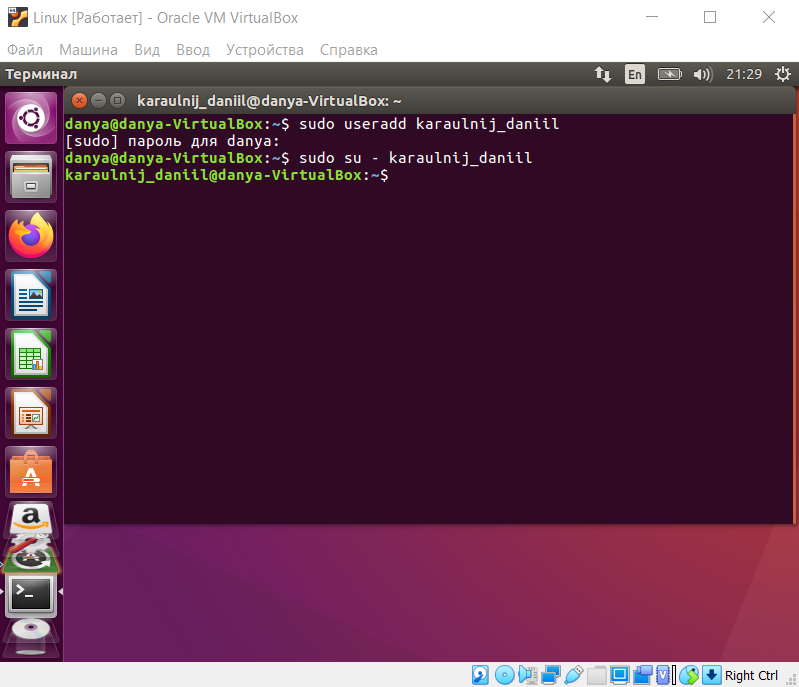 Linux [Работает] - Oracle VM VirtualBox
Файл Машина Вид Ввод Устройства Справка
Терминал En 21:29
karaulnij_daniil@danya-VirtualBox: ~
danya@danya-VirtualBox:~$ sudo useradd karaulnij_daniil
[sudo] пароль для danya:
danya@danya-VirtualBox:~$ sudo su - karaulnij_daniil
karaulnij_daniil@danya-VirtualBox:~$
Right Ctrl